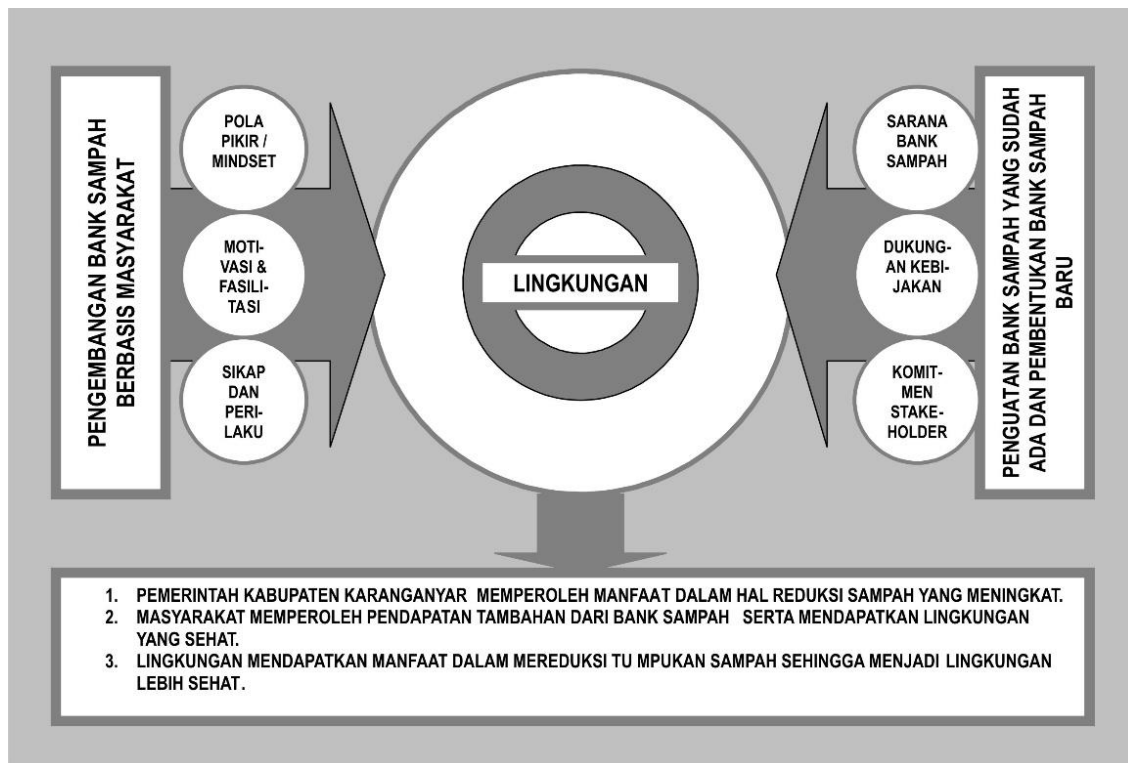 PENGEMBANGAN BANK SAMPAH
BERBASIS MASYARAKAT
POLA
PIKIR /
MINDSET
MOTI-
VASI &
FASILI-
TASI
SIKAP
DAN
PERI-
LAKU
LINGKUNGAN
SARANA
BANK
SAMPAH
DUKUNG-
AN KEBI-
JAKAN
KOMIT-
MEN
STAKE-
HOLDER
PENGUATAN BANK SAMPAH YANG SUDAH
ADA DAN PEMBENTUKAN BANK SAMPAH
BARU
1. PEMERINTAH KABUPATEN KARANGANYAR MEMPEROLEH MANFAAT DALAM HAL REDUKSI SAMPAH YANG MENINGKAT.
2. MASYARAKAT MEMPEROLEH PENDAPATAN TAMBAHAN DARI BANK SAMPAH SERTA MENDAPATKAN LINGKUNGAN
YANG SEHAT.
3. LINGKUNGAN MENDAPATKAN MANFAAT DALAM MEREDUKSI TU MPUKAN SAMPAH SEHINGGA MENJADI LINGKUNGAN
LEBIH SEHAT.